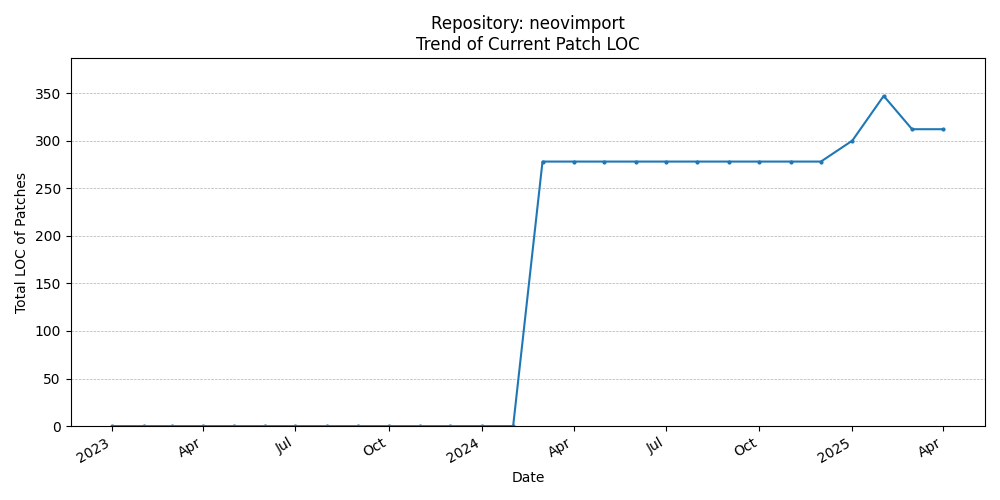 Repository: neovimport
Trend of Current Patch LOC
Total LOC of Patches
350
300
250
200
150
100
50
0
2023
Apr
Jul
Oct
2024
Apr
Jul
Oct
2025
Apr
Date